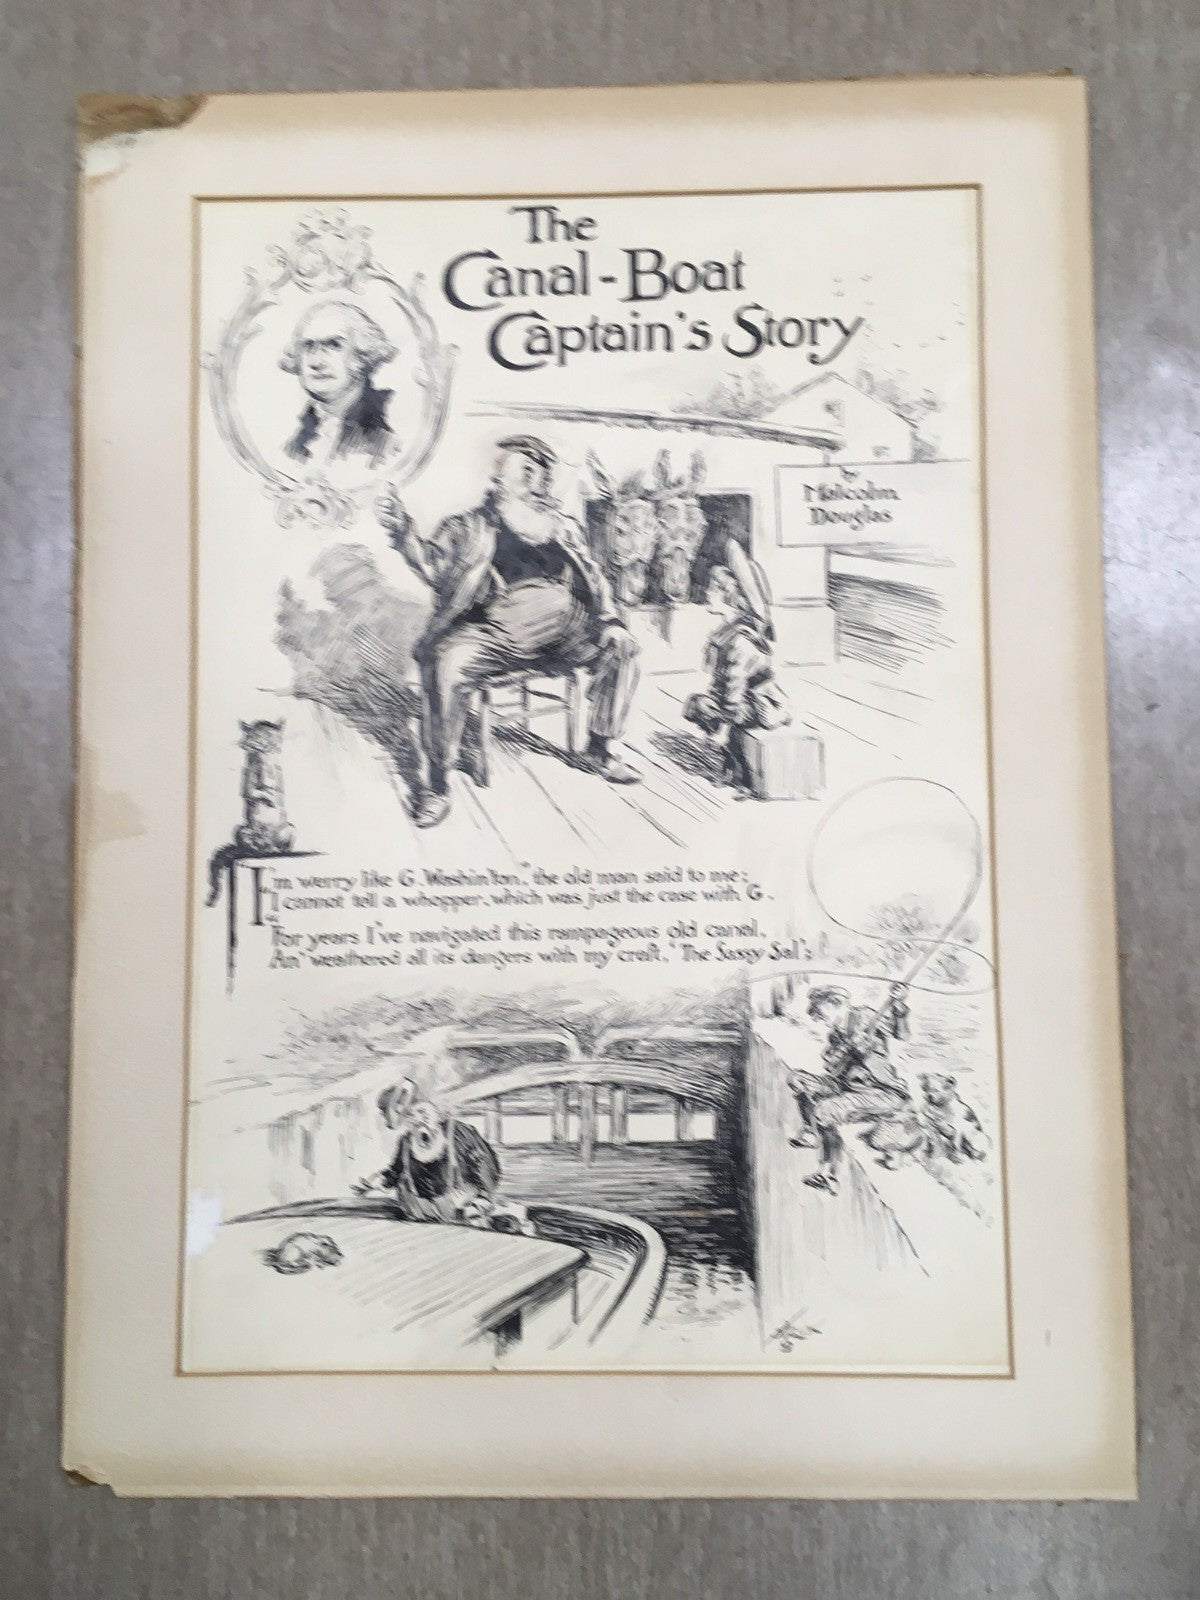 The
Canal-Boat
Captain's Story
by
Malcolm
Douglas
"I'm werry like G. Washin'ton," the old man said to me;
"I cannot tell a whopper, which was just the case with G.
"For years I've navigated this rampageous old canal,
An' weathered all its dangers with my craft, 'The Sassy Sal';